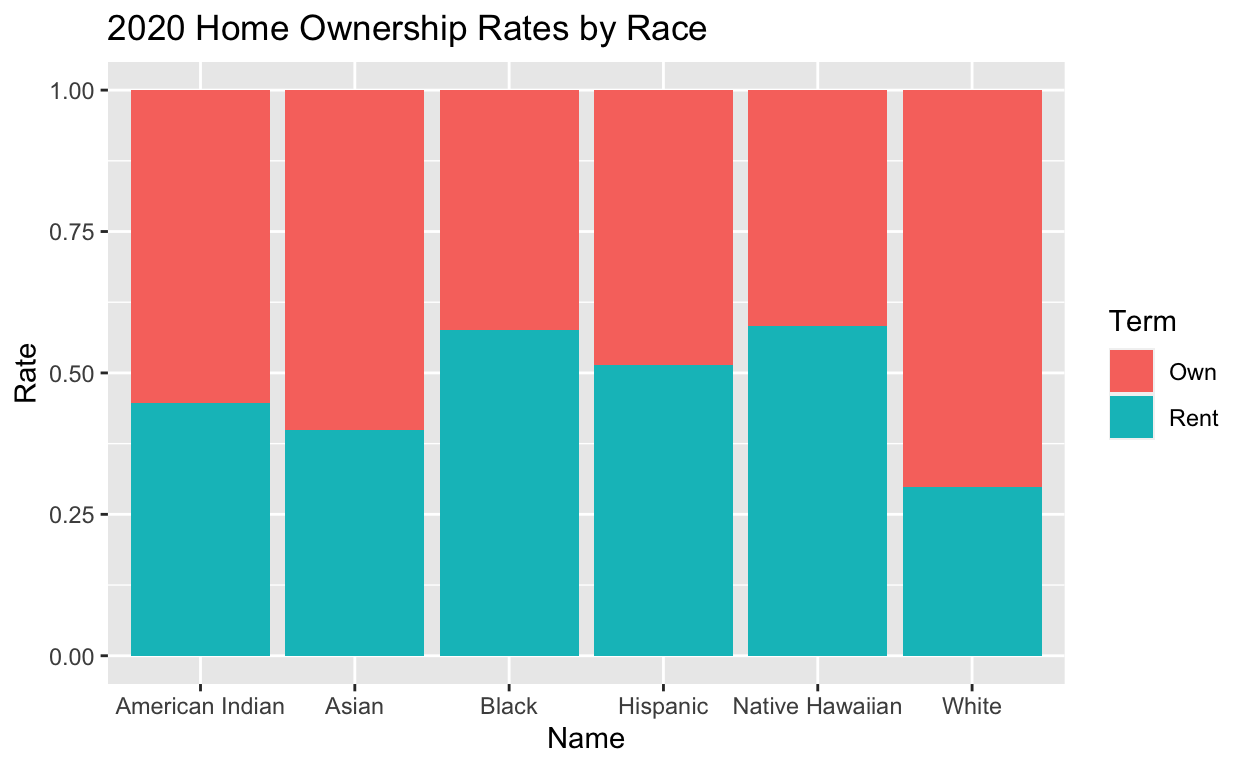 2020 Home Ownership Rates by Race
1.00
0.75
0.50
0.25
0.00
Rate
American Indian Asian Black Hispanic Native Hawaiian White
Name
Term
Own
Rent